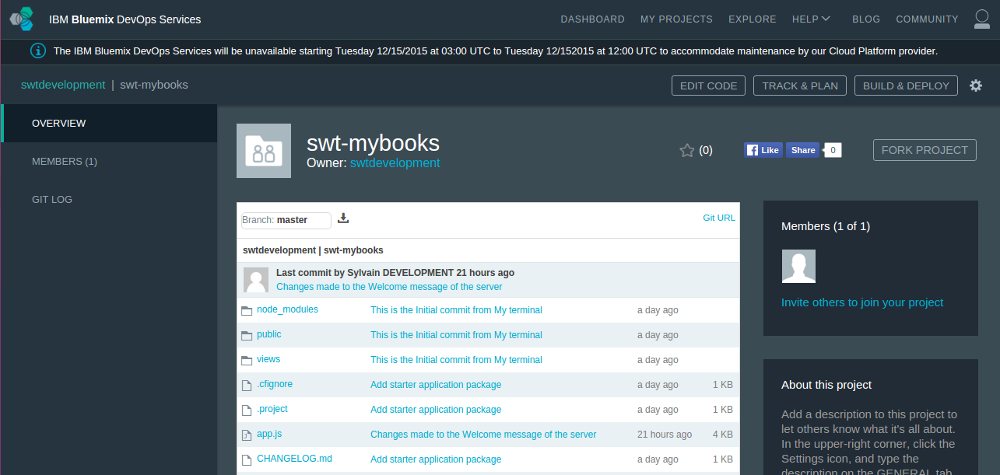 IBM Bluemix DevOps Services
DASHBOARD MY PROJECTS EXPLORE HELP BLOG COMMUNITY
The IBM Bluemix DevOps Services will be unavailable starting Tuesday 12/15/2015 at 03:00 UTC to Tuesday 12/152015 at 12:00 UTC to accommodate maintenance by our Cloud Platform provider.
swtdevelopment | swt-mybooks
EDIT CODE TRACK & PLAN BUILD & DEPLOY
OVERVIEW
MEMBERS (1)
GIT LOG
swt-mybooks
Owner: swtdevelopment
(0)
Like Share 0
FORK PROJECT
Branch: master
Git URL
swtdevelopment | swt-mybooks
Last commit by Sylvain DEVELOPMENT 21 hours ago
Changes made to the Welcome message of the server
node_modules This is the Initial commit from My terminal a day ago
public This is the Initial commit from My terminal a day ago
views This is the Initial commit from My terminal a day ago
.cfignore Add starter application package a day ago 1 KB
.project Add starter application package a day ago 1 KB
app.js Changes made to the Welcome message of the server 21 hours ago 4 KB
CHANGELOG.md Add starter application package a day ago 1 KB
Members (1 of 1)
Invite others to join your project
About this project
Add a description to this project to
let others know what it's all about.
In the upper-right corner, click the
Settings icon, and type the
description on the GENERAL tab